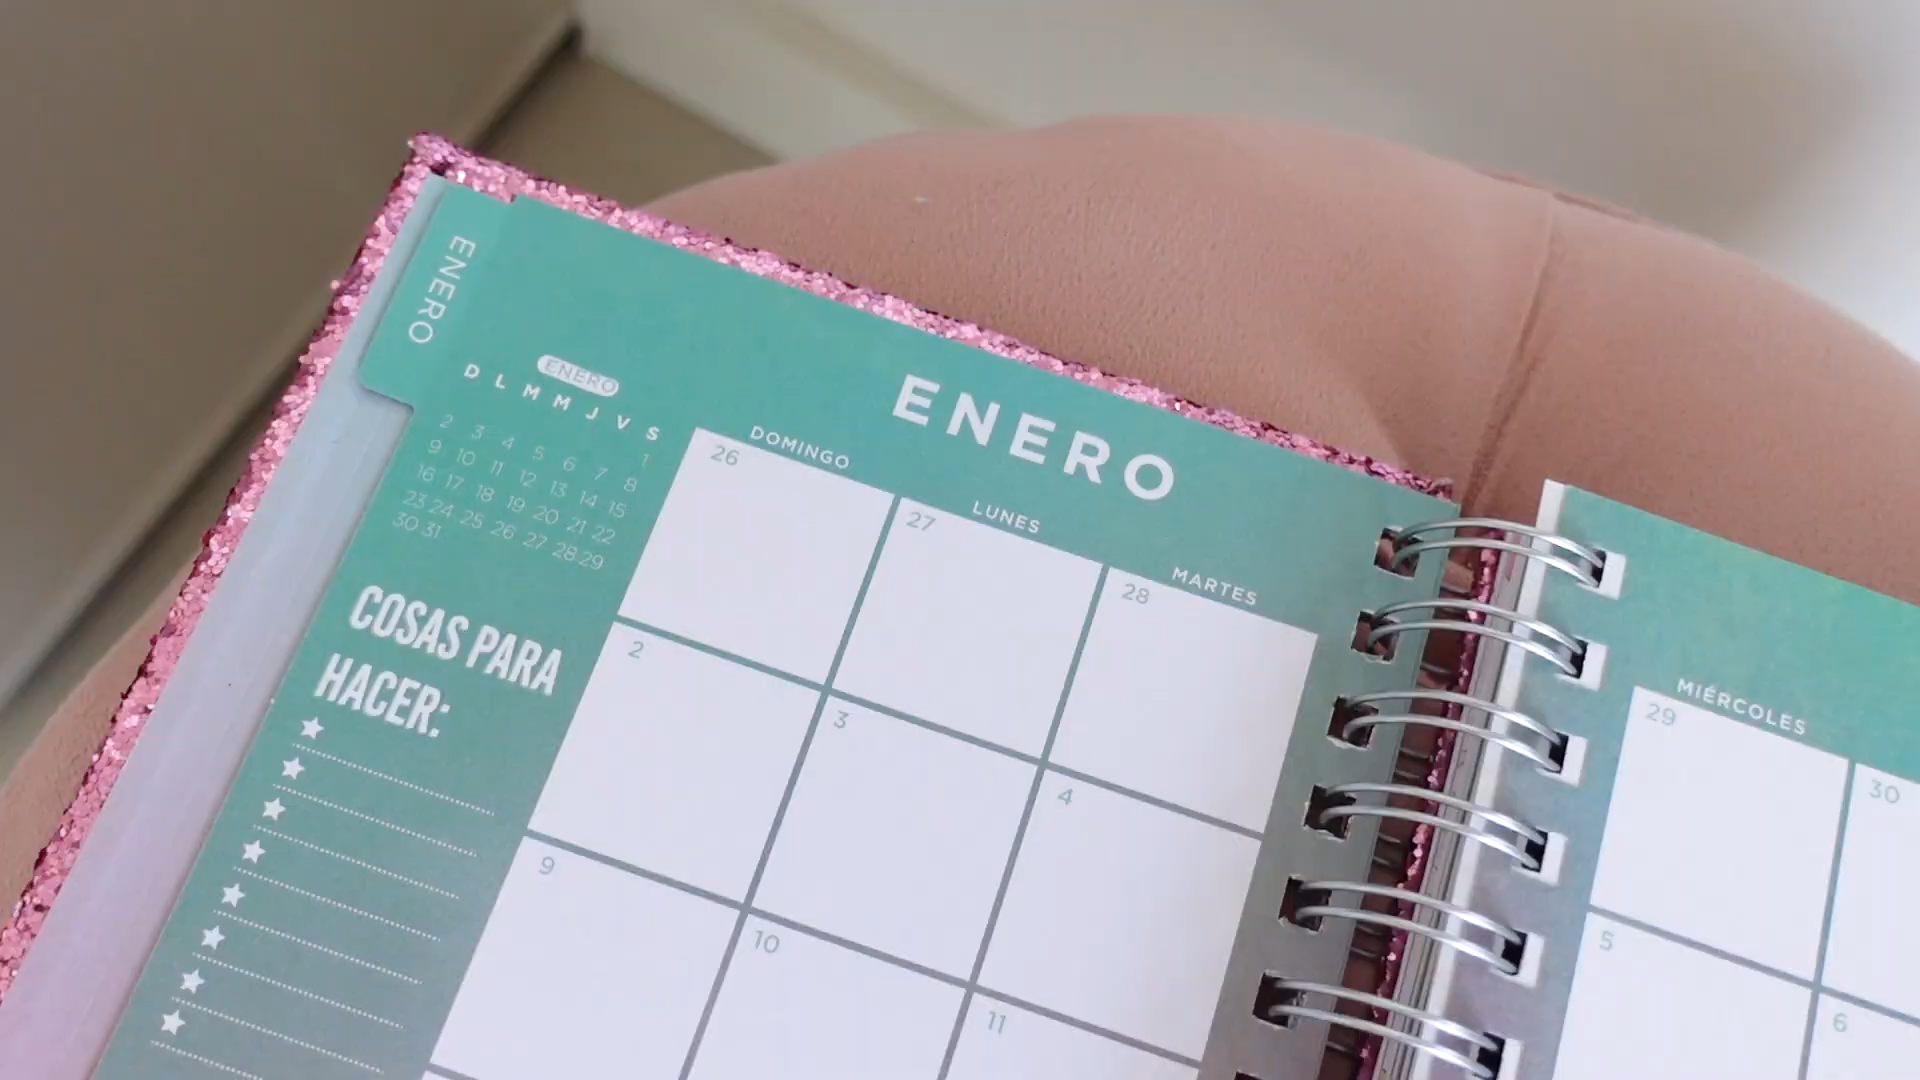 ENERO
ENERO
D L M M J V S
1
2 3 4 5 6 7 8
9 10 11 12 13 14 15
16 17 18 19 20 21 22
23 24 25 26 27 28 29
30 31
COSAS PARA
HACER:
ENERO
DOMINGO LUNES MARTES MIÉRCOLES
26 27 28 29 30
2 3 4 5 6
9 10 11